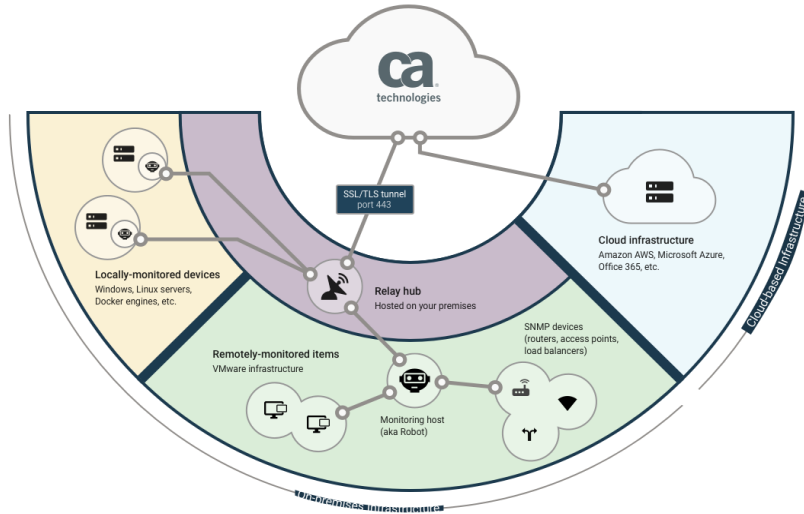 ca
technologies
SSL/TLS tunnel
port 443
Cloud infrastructure
Amazon AWS, Microsoft Azure,
Office 365, etc.
Locally-monitored devices
Windows, Linux servers,
Docker engines, etc.
Relay hub
Hosted on your premises
SNMP devices
(routers, access points,
load balancers)
Remotely-monitored items
VMware infrastructure
Monitoring host
(aka Robot)
Cloud-based Infrastructure
On-premises Infrastructure